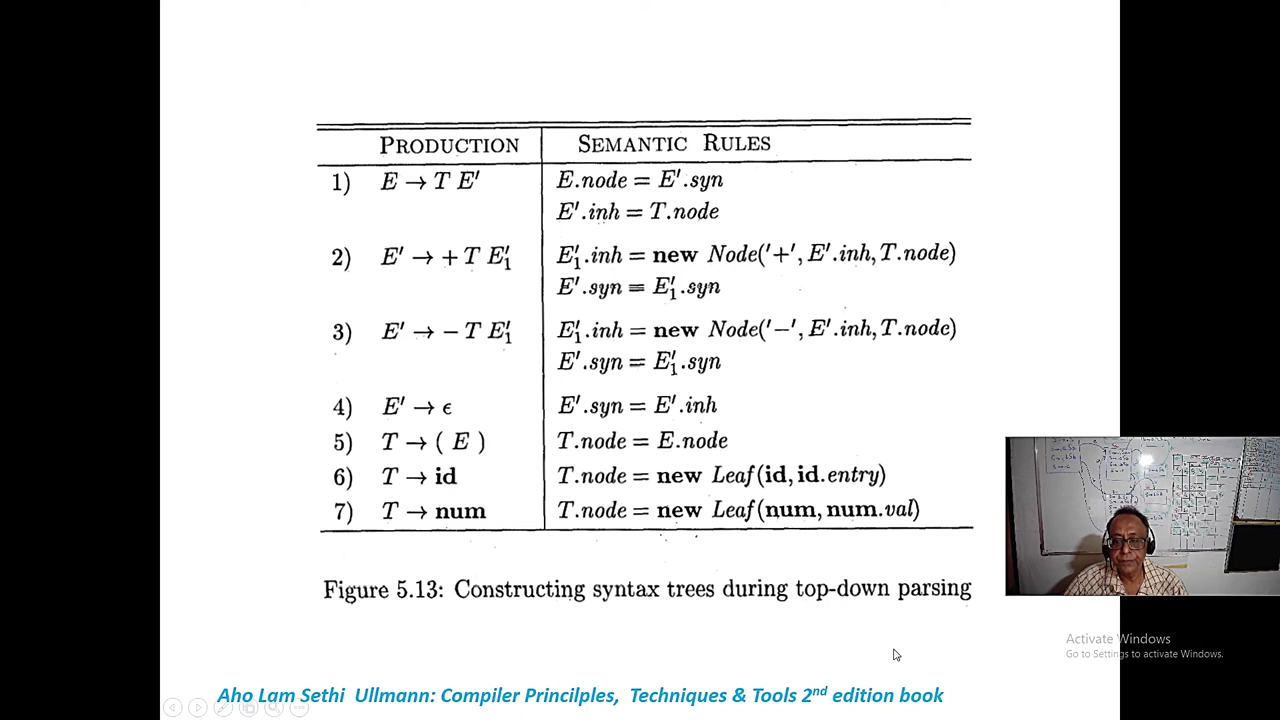 PRODUCTION SEMANTIC RULES
1) E → T E′ E.node = E′.syn
E′.inh = T.node
2) E′ → + T E′₁ E′₁.inh = new Node('+', E′.inh, T.node)
E′.syn = E′₁.syn
3) E′ → − T E′₁ E′₁.inh = new Node('−', E′.inh, T.node)
E′.syn = E′₁.syn
4) E′ → ϵ E′.syn = E′.inh
5) T → ( E ) T.node = E.node
6) T → id T.node = new Leaf(id, id.entry)
7) T → num T.node = new Leaf(num, num.val)
Figure 5.13: Constructing syntax trees during top-down parsing
Activate Windows
Go to Settings to activate Windows.
Aho Lam Sethi Ullmann: Compiler Princilples, Techniques & Tools 2nd edition book